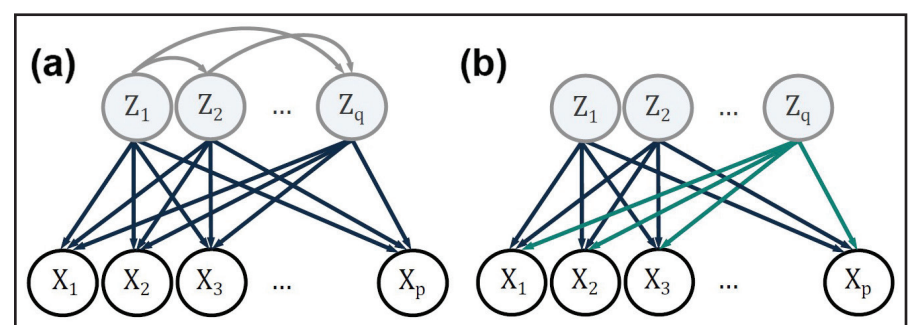 (a) (b)
Z1 Z2 ... Zq Z1 Z2 ... Zq
X1 X2 X3 ... Xp X1 X2 X3 ... Xp